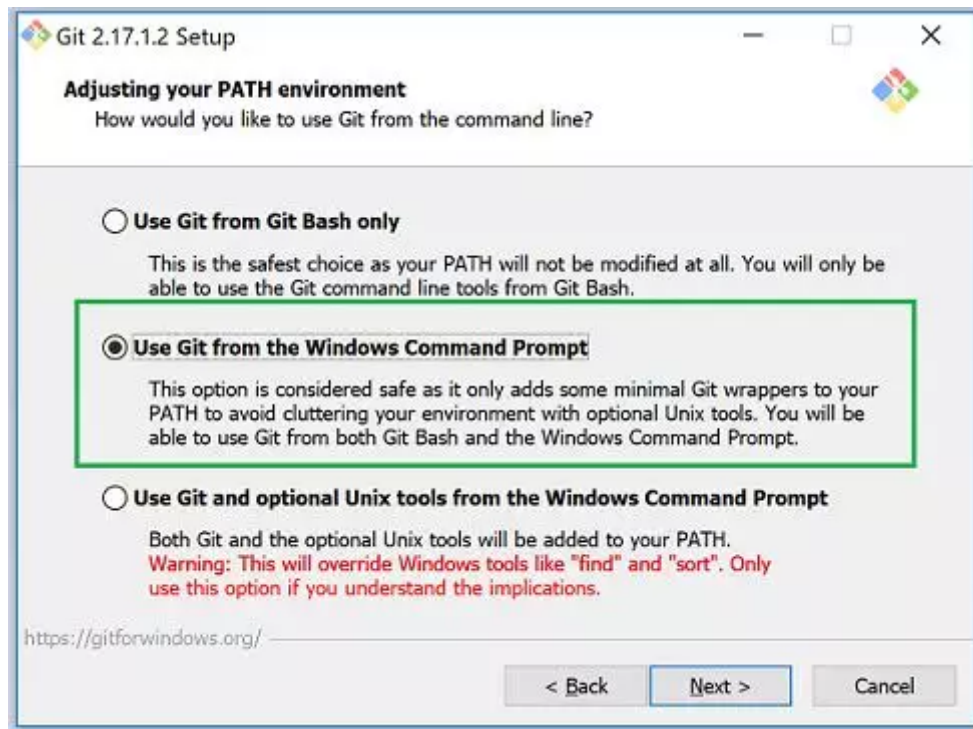 Git 2.17.1.2 Setup
Adjusting your PATH environment
How would you like to use Git from the command line?
Use Git from Git Bash only
This is the safest choice as your PATH will not be modified at all. You will only be
able to use the Git command line tools from Git Bash.
Use Git from the Windows Command Prompt
This option is considered safe as it only adds some minimal Git wrappers to your
PATH to avoid cluttering your environment with optional Unix tools. You will be
able to use Git from both Git Bash and the Windows Command Prompt.
Use Git and optional Unix tools from the Windows Command Prompt
Both Git and the optional Unix tools will be added to your PATH.
Warning: This will override Windows tools like "find" and "sort". Only
use this option if you understand the implications.
https://gitforwindows.org/
< Back
Next >
Cancel